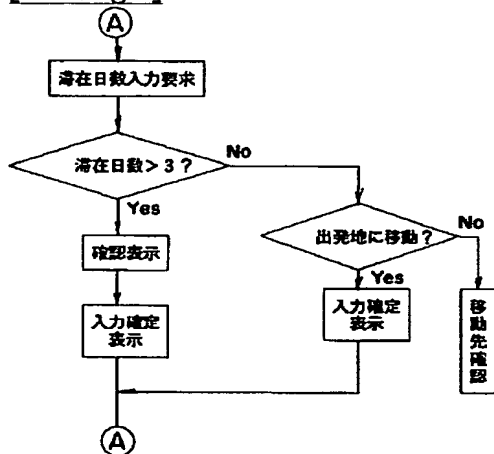 A
滞在日数入力要求
滞在日数>3?
No
Yes
確認表示
入力確定
表示
出発地に移動?
No
Yes
入力確定
表示
移動先確認
A